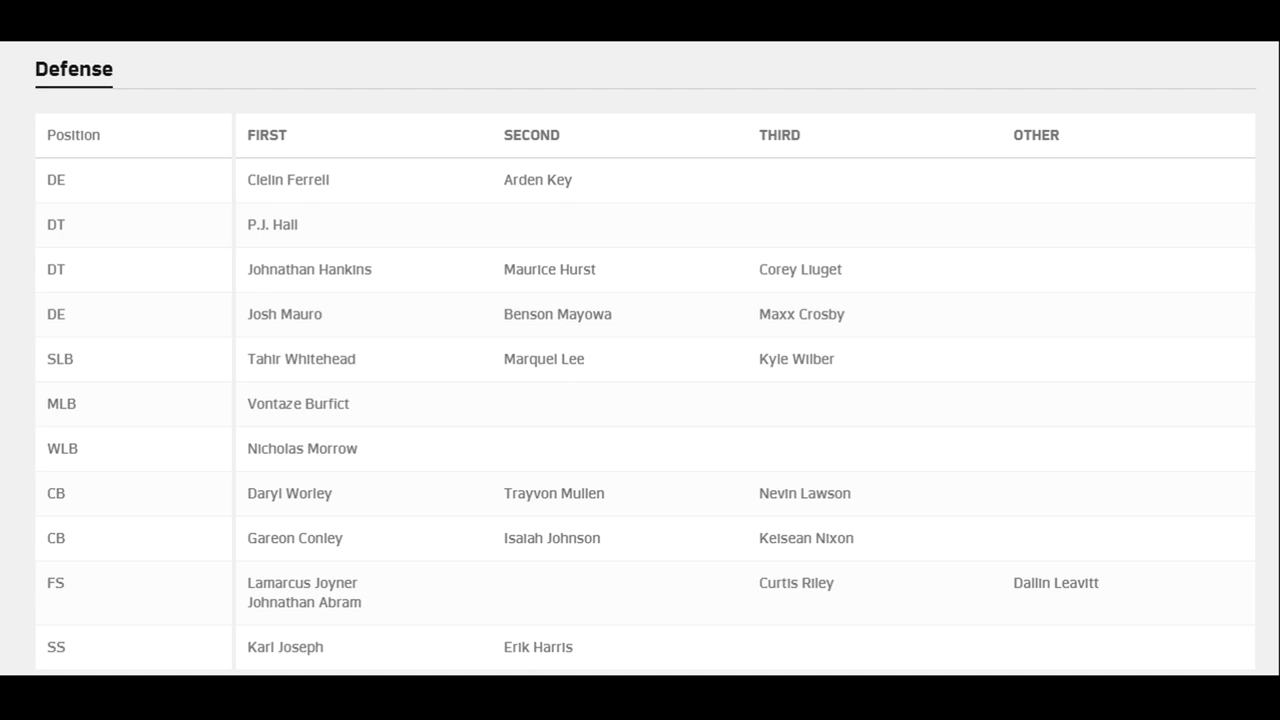 Defense
Position FIRST SECOND THIRD OTHER
DE Clelin Ferrell Arden Key
DT P.J. Hall
DT Johnathan Hankins Maurice Hurst Corey Liuget
DE Josh Mauro Benson Mayowa Maxx Crosby
SLB Tahir Whitehead Marquel Lee Kyle Wilber
MLB Vontaze Burfict
WLB Nicholas Morrow
CB Daryl Worley Trayvon Mullen Nevin Lawson
CB Gareon Conley Isaiah Johnson Keisean Nixon
FS Lamarcus Joyner Curtis Riley Dallin Leavitt
Johnathan Abram
SS Karl Joseph Erik Harris